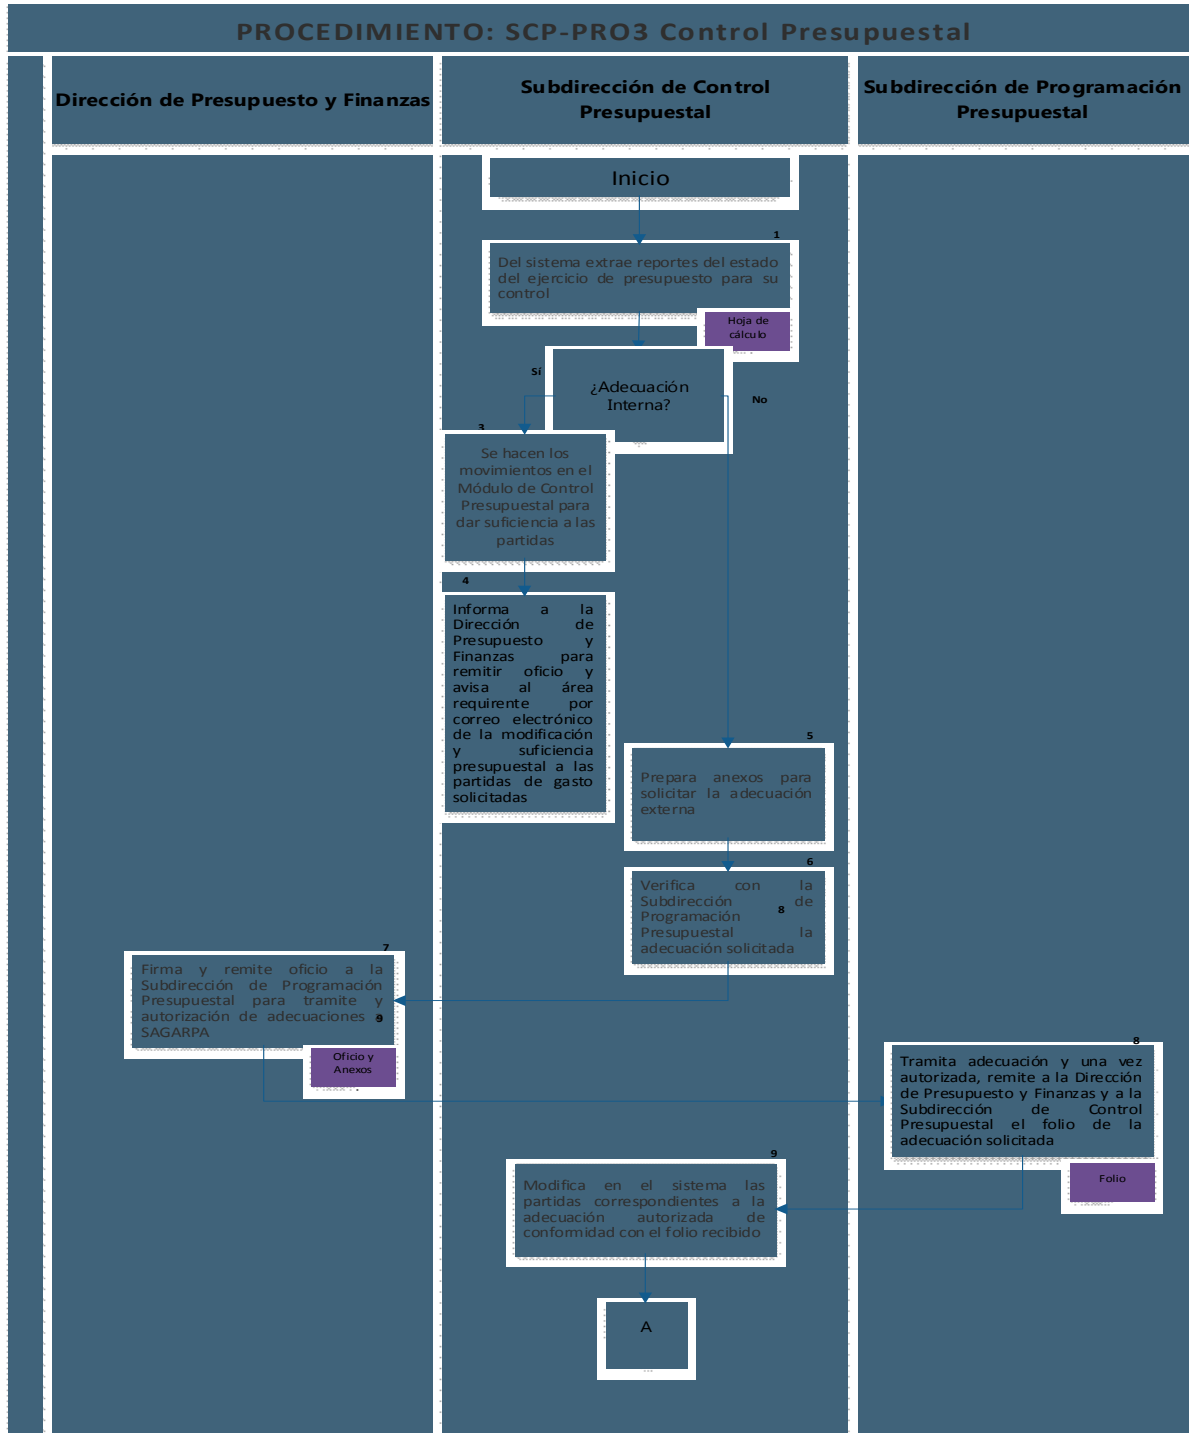 PROCEDIMIENTO: SCP-PRO3 Control Presupuestal
Dirección de Presupuesto y Finanzas
Subdirección de Control
Presupuestal
Subdirección de Programación
Presupuestal
Inicio
1
Del sistema extrae reportes del estado
del ejercicio de presupuesto para su
control
Hoja de
cálculo
¿Adecuación
Interna?
Sí
No
3
Se hacen los
movimientos en el
Módulo de Control
Presupuestal para
dar suficiencia a las
partidas
4
Informa a la
Dirección de
Presupuesto y
Finanzas para
remitir oficio y
avisa al área
requirente por
correo electrónico
de la modificación
y suficiencia
presupuestal a las
partidas de gasto
solicitadas
5
Prepara anexos para
solicitar la adecuación
externa
6
Verifica con la
Subdirección de
Programación 8
Presupuestal la
adecuación solicitada
7
Firma y remite oficio a la
Subdirección de Programación
Presupuestal para tramite y
autorización de adecuaciones 9
SAGARPA
Oficio y
Anexos
8
Tramita adecuación y una vez
autorizada, remite a la Dirección
de Presupuesto y Finanzas y a la
Subdirección de Control
Presupuestal el folio de la
adecuación solicitada
Folio
9
Modifica en el sistema las
partidas correspondientes a la
adecuación autorizada de
conformidad con el folio recibido
A